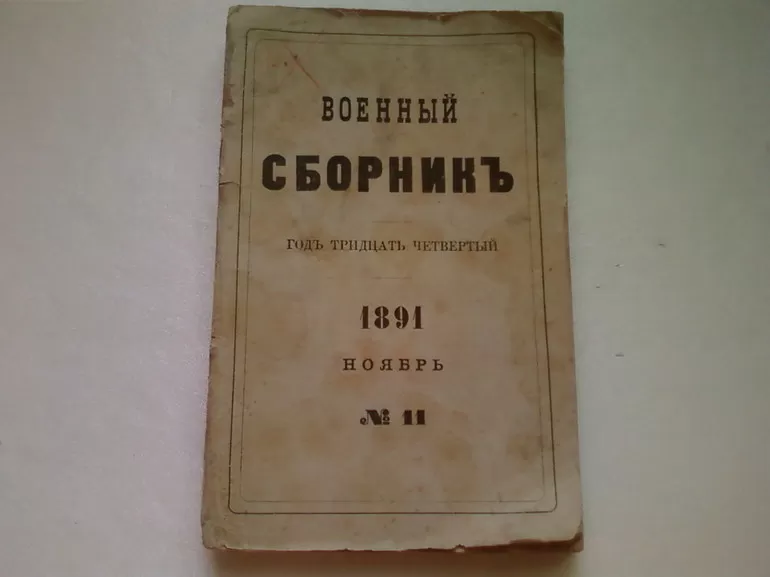 ВОЕННЫЙ
СБОРНИКЪ
ГОДЪ ТРИДЦАТЬ ЧЕТВЕРТЫЙ
1891
НОЯБРЬ
№ 11